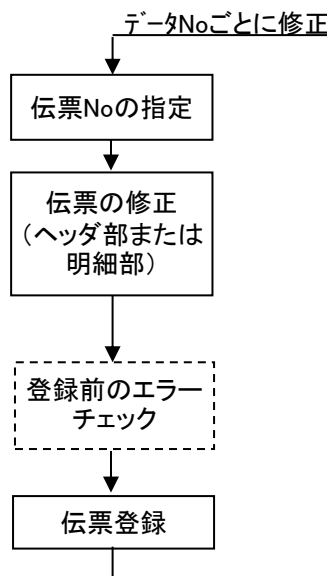 データNoごとに修正
伝票Noの指定
伝票の修正
(ヘッダ部または
明細部)
登録前のエラー
チェック
伝票登録